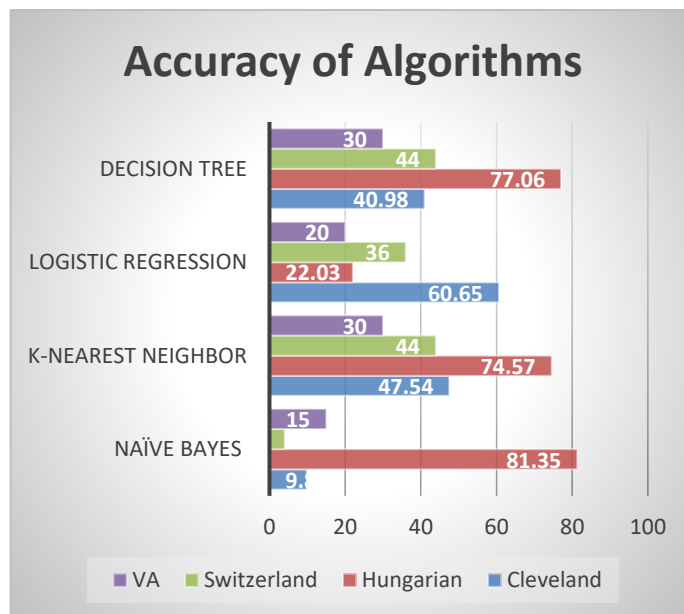 Accuracy of Algorithms
30
DECISION TREE
44
77.06
40.98
20
LOGISTIC REGRESSION
36
22.03
60.65
30
K-NEAREST NEIGHBOR
44
74.57
47.54
15
NAÏVE BAYES
81.35
0 20 40 60 80 100
VA Switzerland Hungarian Cleveland